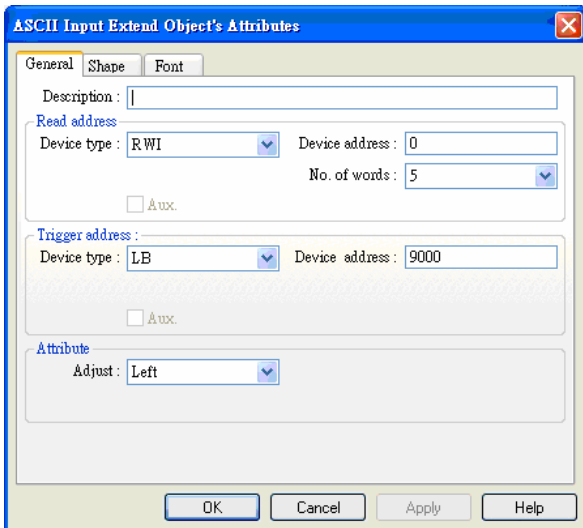 ASCII Input Extend Object's Attributes
General Shape Font
Description :
Read address
Device type : RWI Device address : 0
No. of words : 5
Aux.
Trigger address :
Device type : LB Device address : 9000
Aux.
Attribute
Adjust : Left
OK Cancel Apply Help